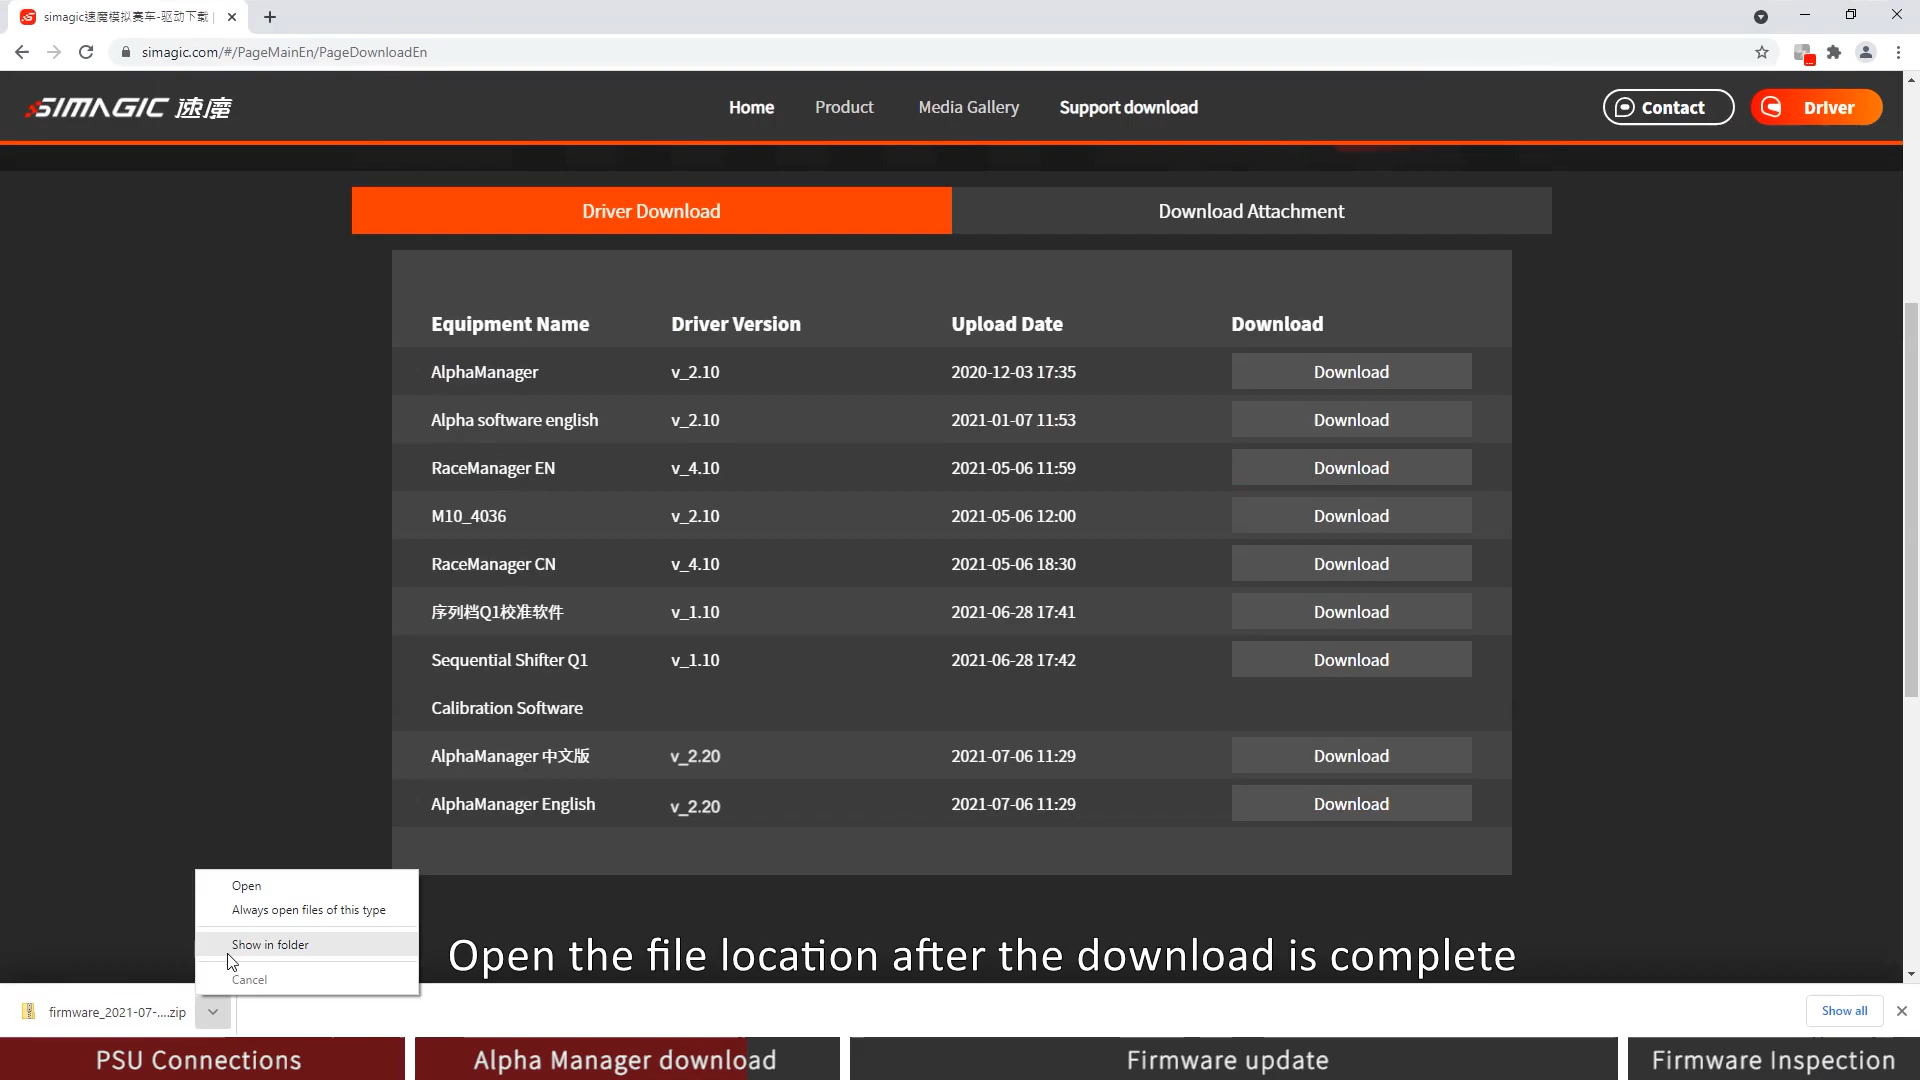 simagic速魔模拟赛车-驱动下载
simagic.com/#/PageMainEn/PageDownloadEn
SIMAGIC 速魔
Home
Product
Media Gallery
Support download
Contact
Driver
Driver Download
Download Attachment
Equipment Name
Driver Version
Upload Date
Download
AlphaManager
v_2.10
2020-12-03 17:35
Download
Alpha software english
v_2.10
2021-01-07 11:53
Download
RaceManager EN
v_4.10
2021-05-06 11:59
Download
M10_4036
v_2.10
2021-05-06 12:00
Download
RaceManager CN
v_4.10
2021-05-06 18:30
Download
序列档Q1校准软件
v_1.10
2021-06-28 17:41
Download
Sequential Shifter Q1
Calibration Software
v_1.10
2021-06-28 17:42
Download
AlphaManager 中文版
v_2.20
2021-07-06 11:29
Download
AlphaManager English
v_2.20
2021-07-06 11:29
Download
Open
Always open files of this type
Show in folder
Cancel
Open the file location after the download is complete
firmware_2021-07-....zip
Show all
PSU Connections
Alpha Manager download
Firmware update
Firmware Inspection